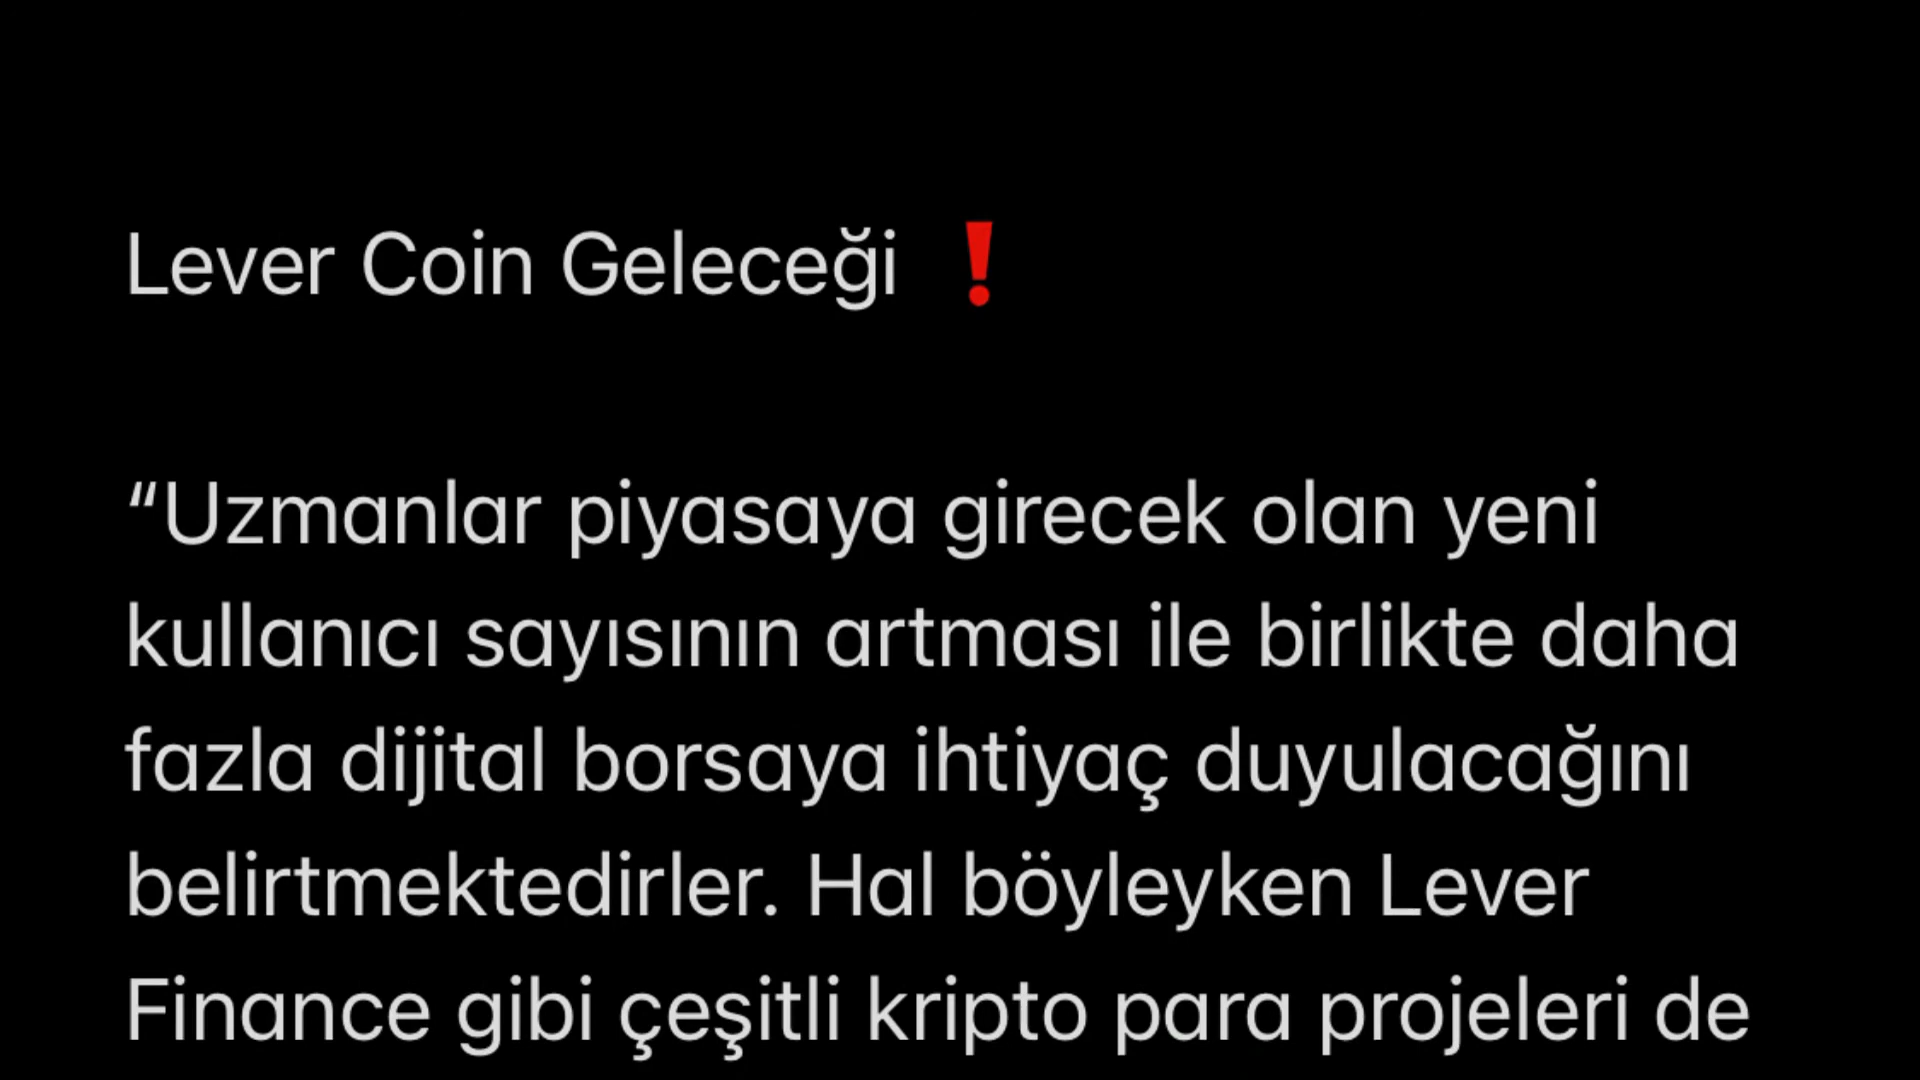 Lever Coin Geleceği ❗
“Uzmanlar piyasaya girecek olan yeni
kullanıcı sayısının artması ile birlikte daha
fazla dijital borsaya ihtiyaç duyulacağını
belirtmektedirler. Hal böyleyken Lever
Finance gibi çeşitli kripto para projeleri de